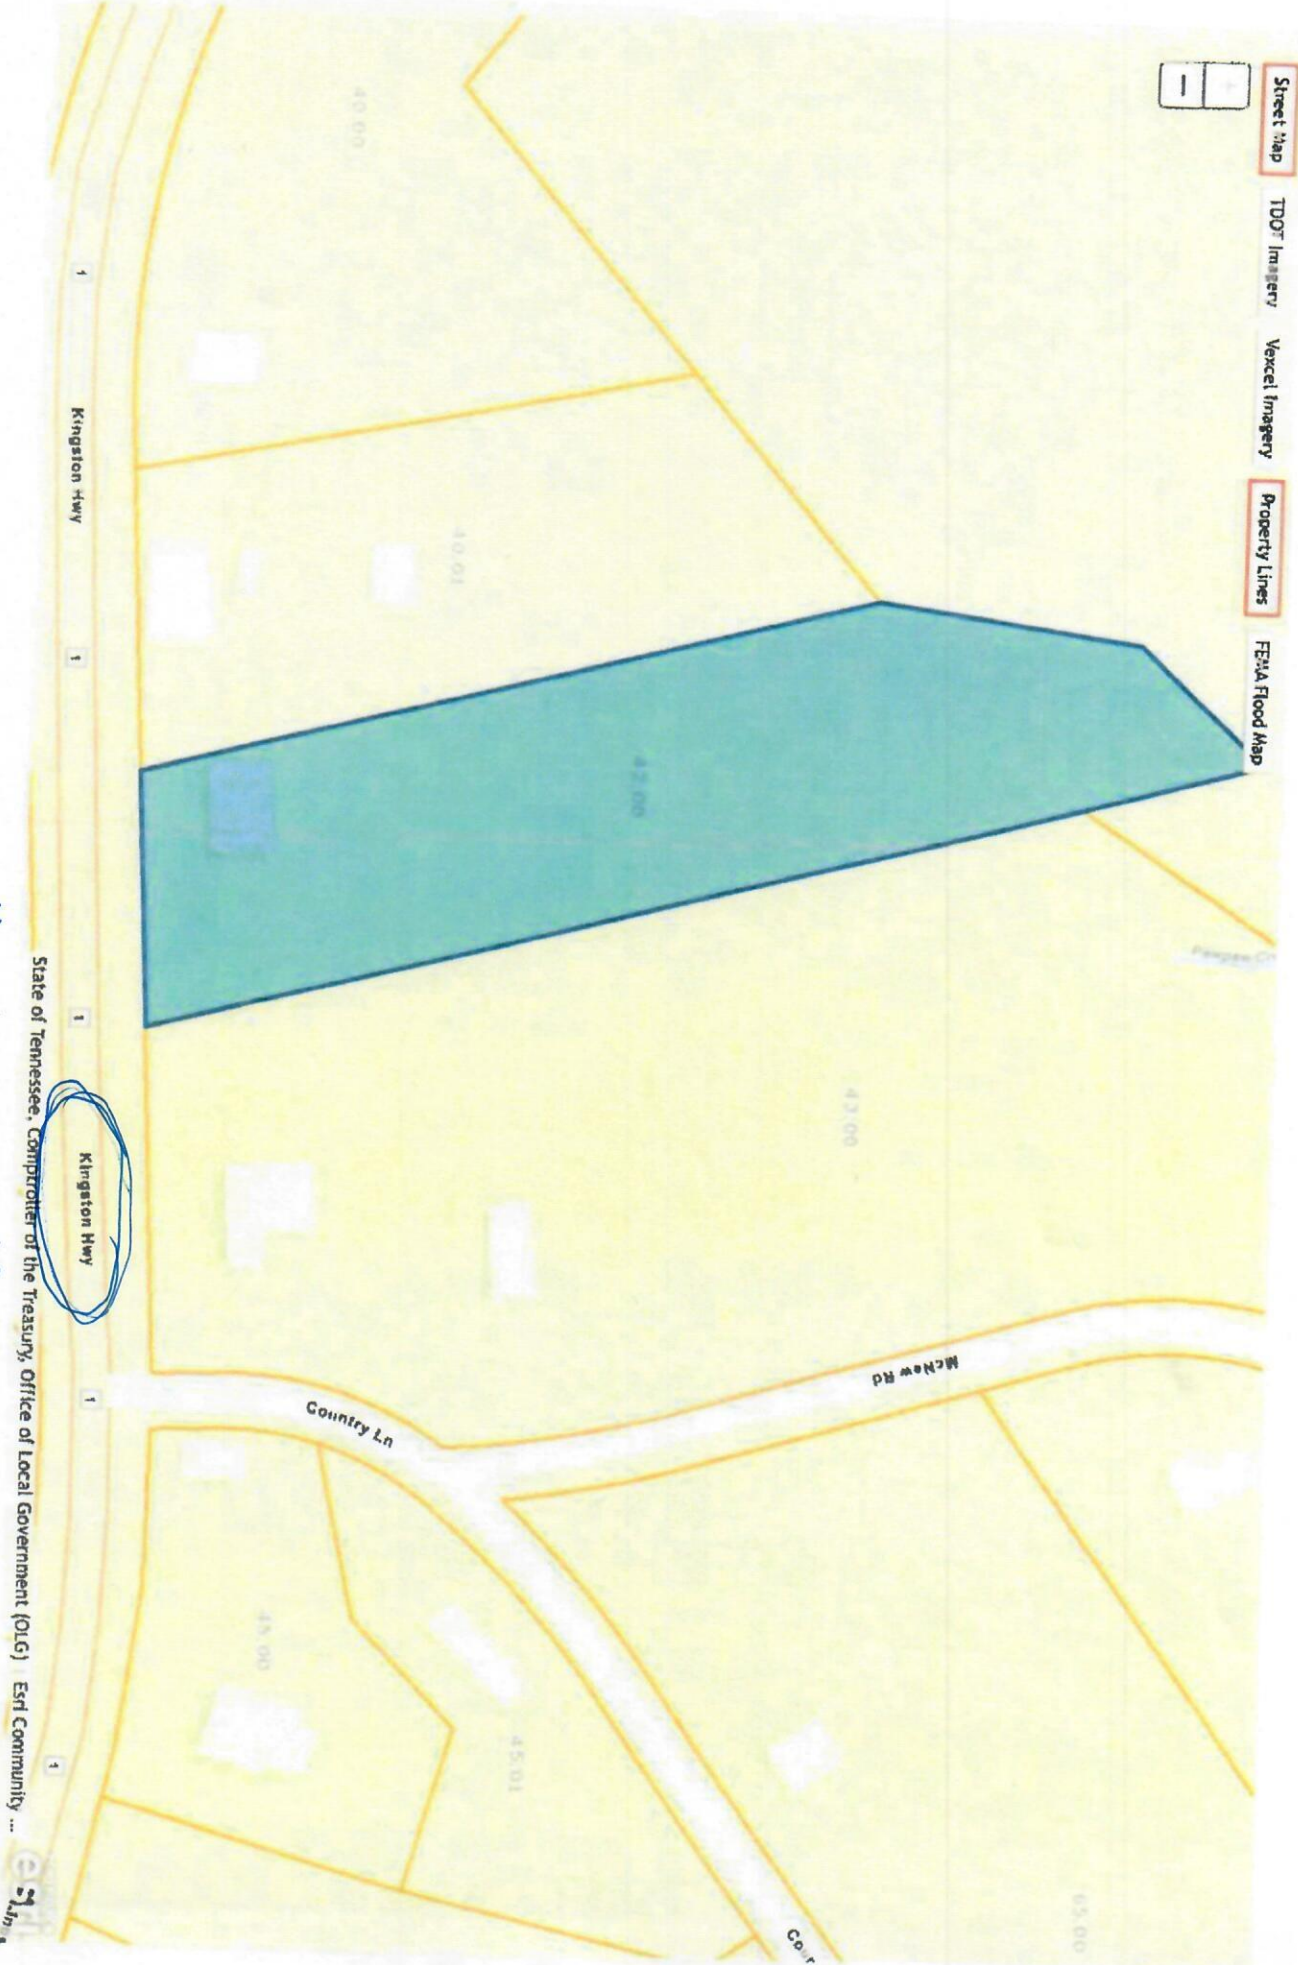 Street Map TDOT Imagery Vexcel Imagery Property Lines FEMA Flood Map
+
−
65.00
McNew Rd
42.00
40.01
40.00
45.01
45.00
Country Ln
Cour
1
Kingston Hwy
1
1
Kingston Hwy
1
1
State of Tennessee, Comptroller of the Treasury, Office of Local Government (OLG) Esri Community ...
esri